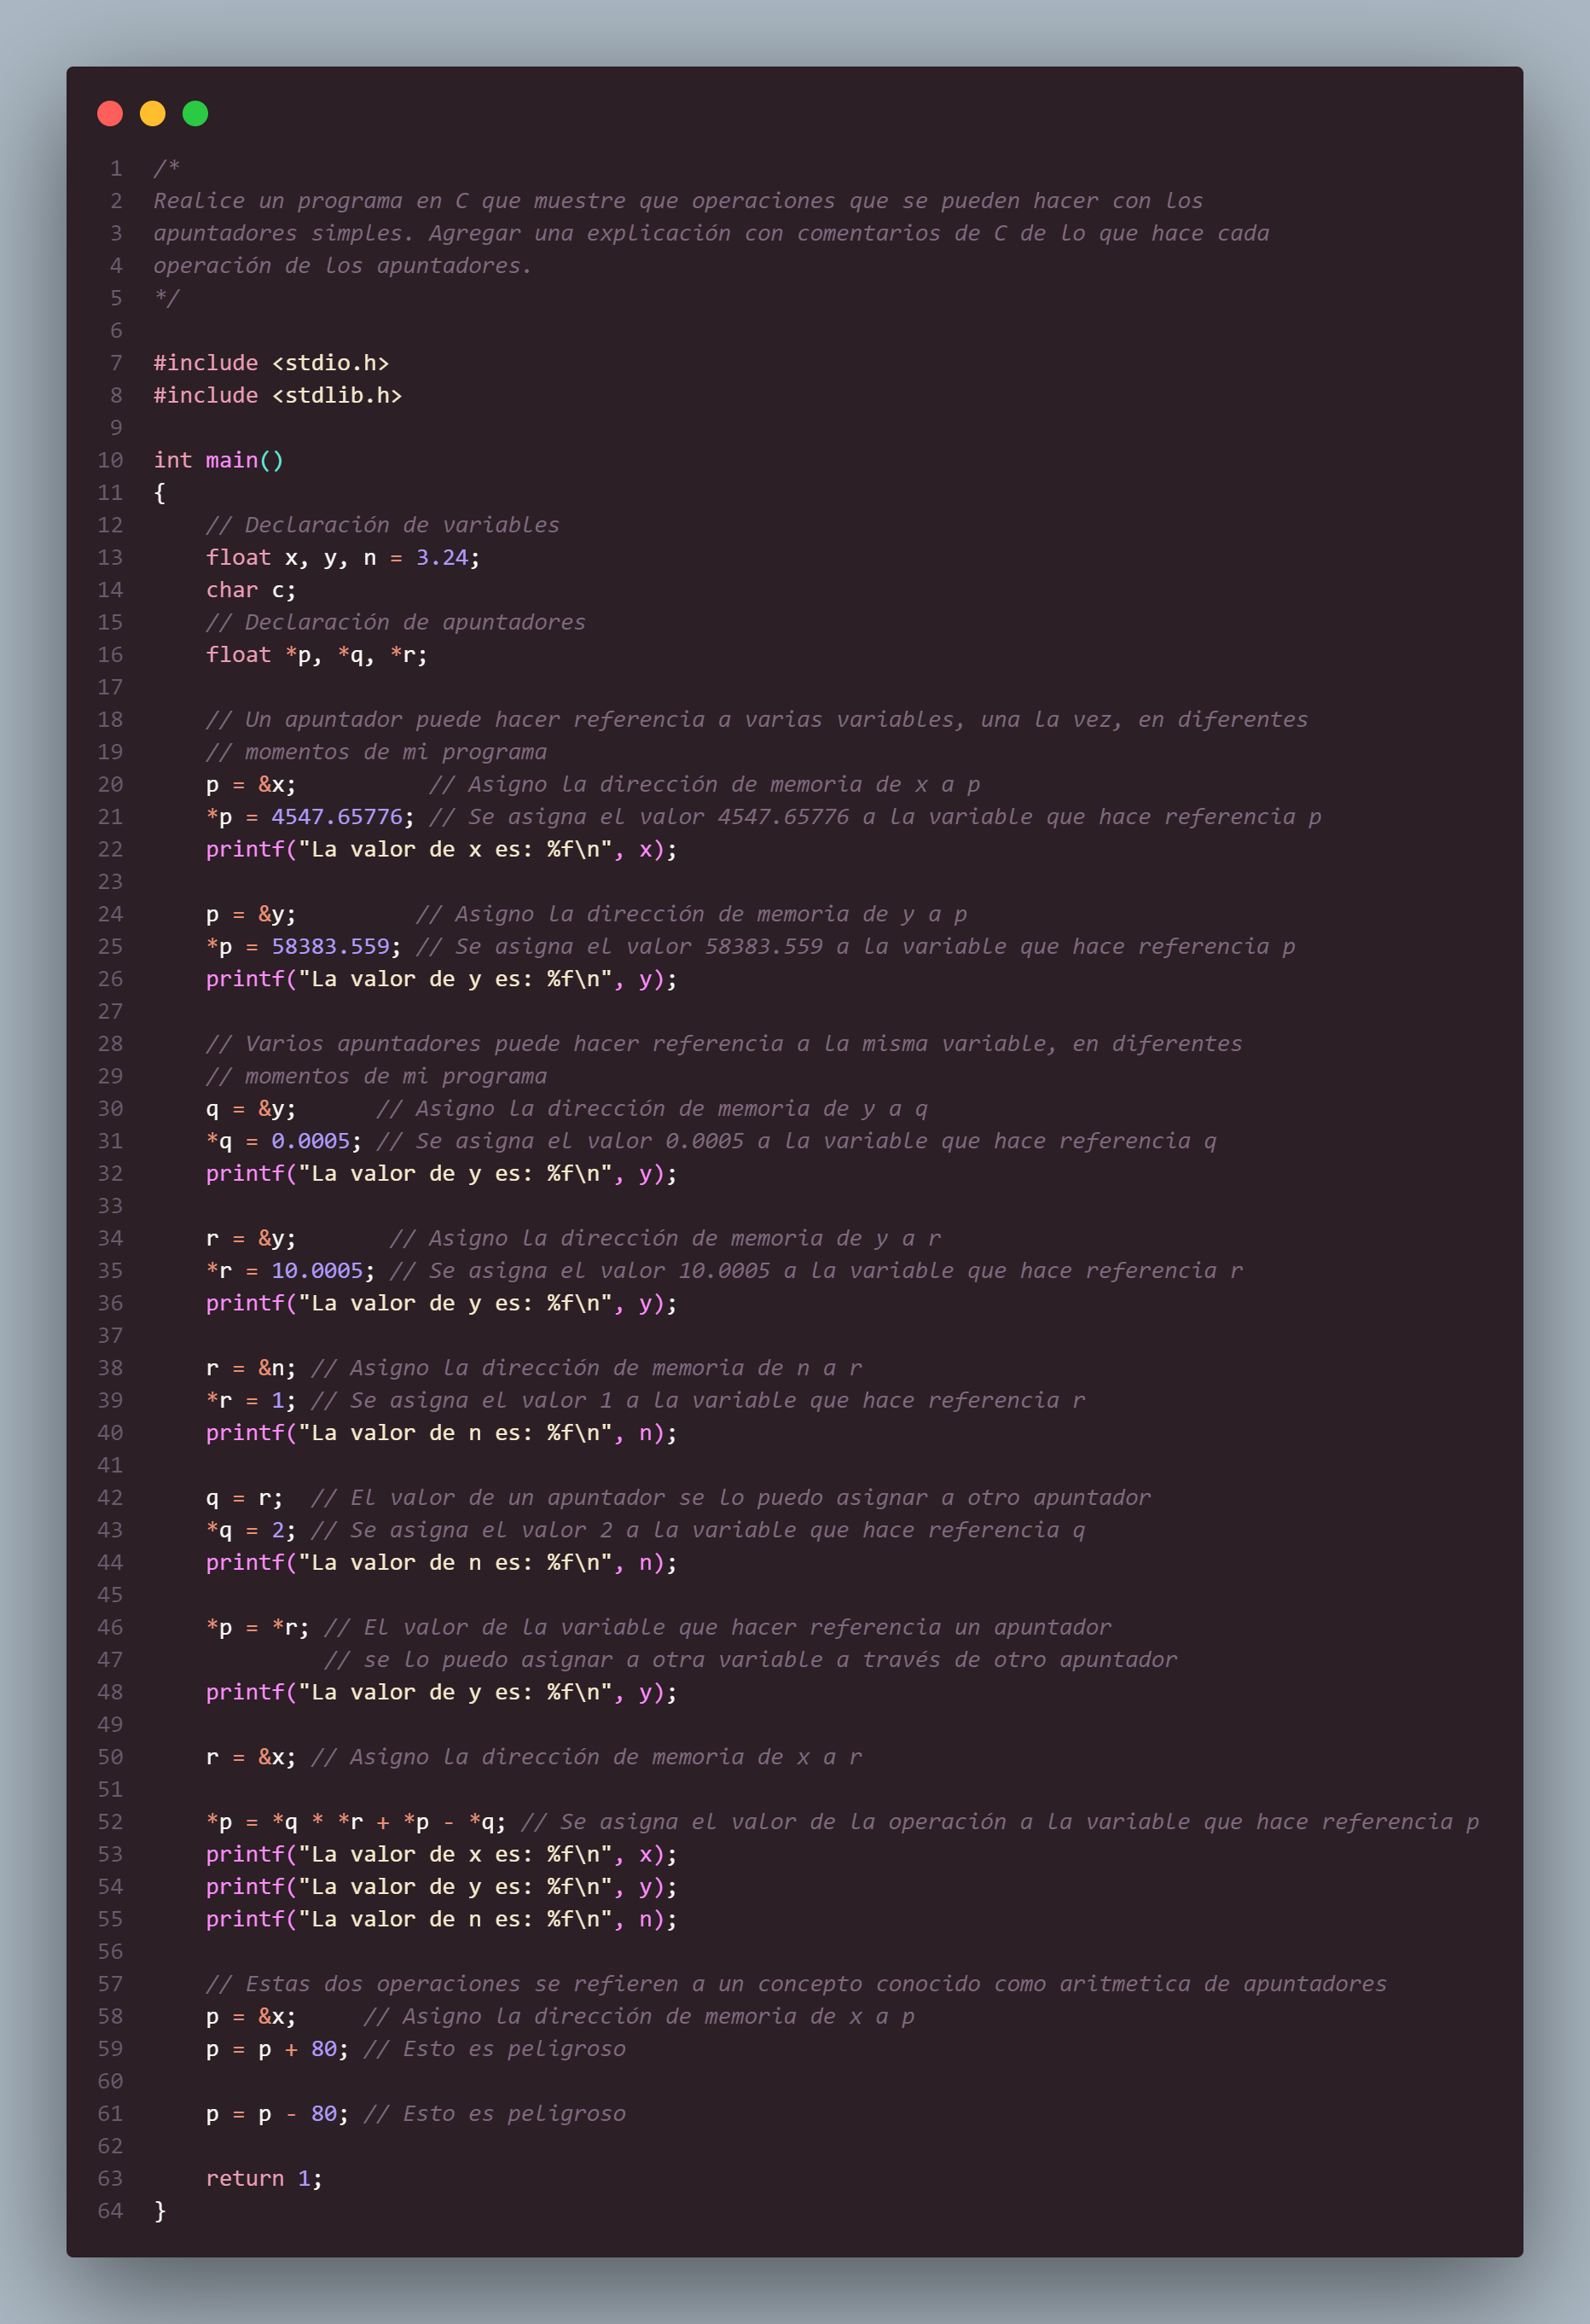 1 /*
2 Realice un programa en C que muestre que operaciones que se pueden hacer con los
3 apuntadores simples. Agregar una explicación con comentarios de C de lo que hace cada
4 operación de los apuntadores.
5 */
6
7 #include <stdio.h>
8 #include <stdlib.h>
9
10 int main()
11 {
12     // Declaración de variables
13     float x, y, n = 3.24;
14     char c;
15     // Declaración de apuntadores
16     float *p, *q, *r;
17
18     // Un apuntador puede hacer referencia a varias variables, una la vez, en diferentes
19     // momentos de mi programa
20     p = &x;          // Asigno la dirección de memoria de x a p
21     *p = 4547.65776; // Se asigna el valor 4547.65776 a la variable que hace referencia p
22     printf("La valor de x es: %f\n", x);
23
24     p = &y;         // Asigno la dirección de memoria de y a p
25     *p = 58383.559; // Se asigna el valor 58383.559 a la variable que hace referencia p
26     printf("La valor de y es: %f\n", y);
27
28     // Varios apuntadores puede hacer referencia a la misma variable, en diferentes
29     // momentos de mi programa
30     q = &y;      // Asigno la dirección de memoria de y a q
31     *q = 0.0005; // Se asigna el valor 0.0005 a la variable que hace referencia q
32     printf("La valor de y es: %f\n", y);
33
34     r = &y;       // Asigno la dirección de memoria de y a r
35     *r = 10.0005; // Se asigna el valor 10.0005 a la variable que hace referencia r
36     printf("La valor de y es: %f\n", y);
37
38     r = &n; // Asigno la dirección de memoria de n a r
39     *r = 1; // Se asigna el valor 1 a la variable que hace referencia r
40     printf("La valor de n es: %f\n", n);
41
42     q = r;  // El valor de un apuntador se lo puedo asignar a otro apuntador
43     *q = 2; // Se asigna el valor 2 a la variable que hace referencia q
44     printf("La valor de n es: %f\n", n);
45
46     *p = *r; // El valor de la variable que hacer referencia un apuntador
47              // se lo puedo asignar a otra variable a través de otro apuntador
48     printf("La valor de y es: %f\n", y);
49
50     r = &x; // Asigno la dirección de memoria de x a r
51
52     *p = *q * *r + *p - *q; // Se asigna el valor de la operación a la variable que hace referencia p
53     printf("La valor de x es: %f\n", x);
54     printf("La valor de y es: %f\n", y);
55     printf("La valor de n es: %f\n", n);
56
57     // Estas dos operaciones se refieren a un concepto conocido como aritmetica de apuntadores
58     p = &x;     // Asigno la dirección de memoria de x a p
59     p = p + 80; // Esto es peligroso
60
61     p = p - 80; // Esto es peligroso
62
63     return 1;
64 }